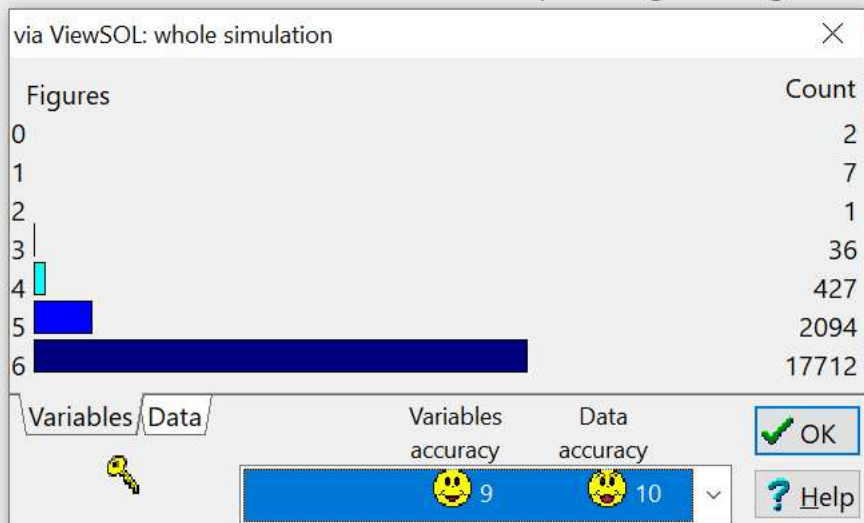 via ViewSOL: whole simulation
Figures Count
0 2
1 7
2 1
3 36
4 427
5 2094
6 17712
Variables Data Variables accuracy Data accuracy
OK
9 10
Help